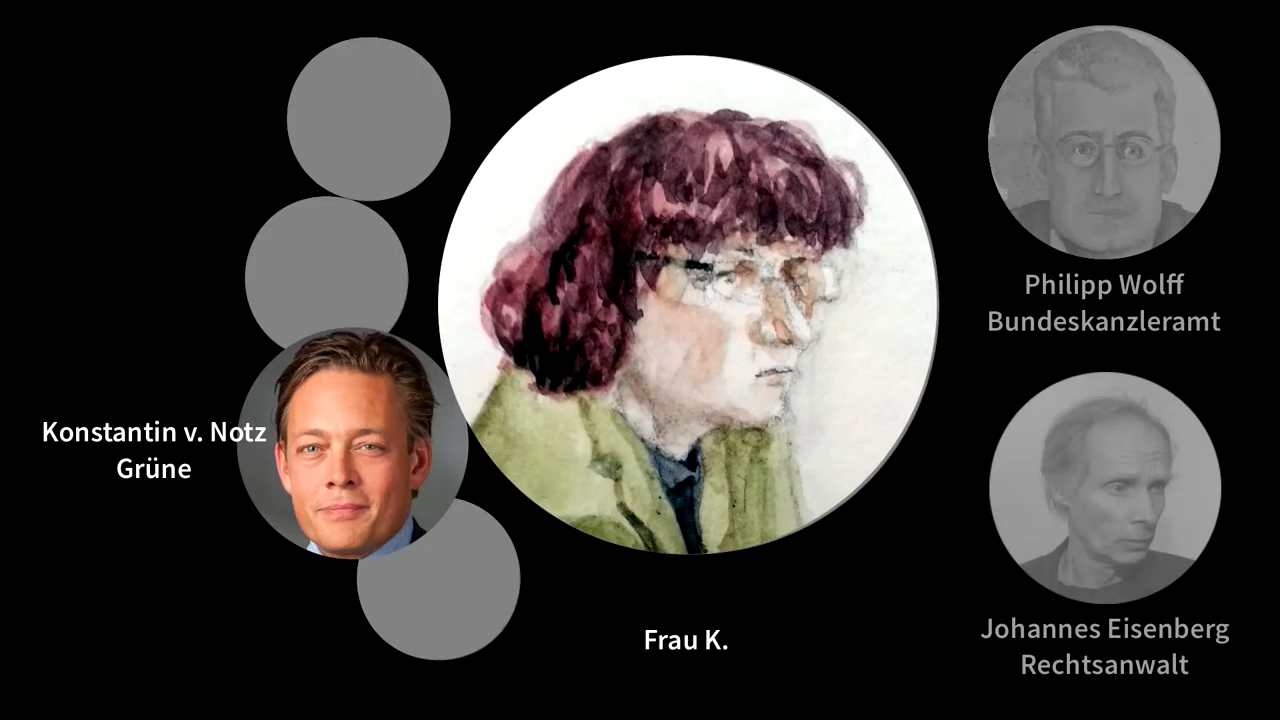 Konstantin v. Notz
Grüne
Frau K.
Philipp Wolff
Bundeskanzleramt
Johannes Eisenberg
Rechtsanwalt